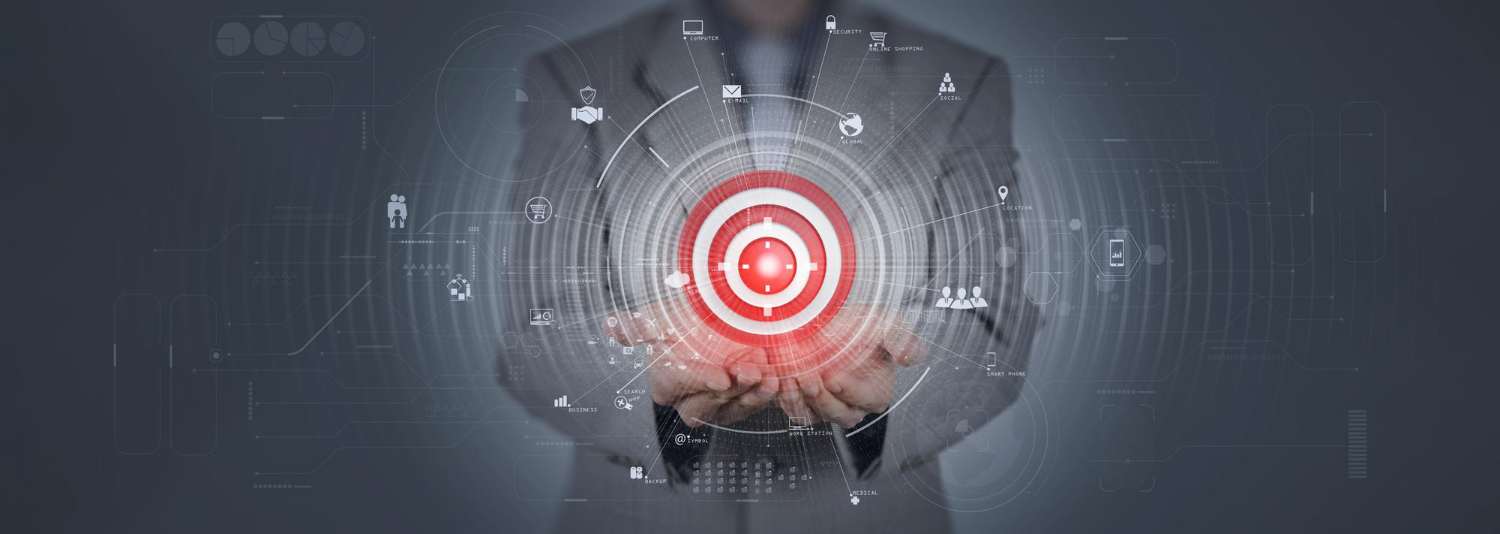 COMPUTER
SECURITY
ONLINE SHOPPING
E-MAIL
SOCIAL
GLOBAL
LOCATION
SMART PHONE
SEARCH
BUSINESS
WORK STATION
@ SYMBOL
BACKUP
MEDICAL